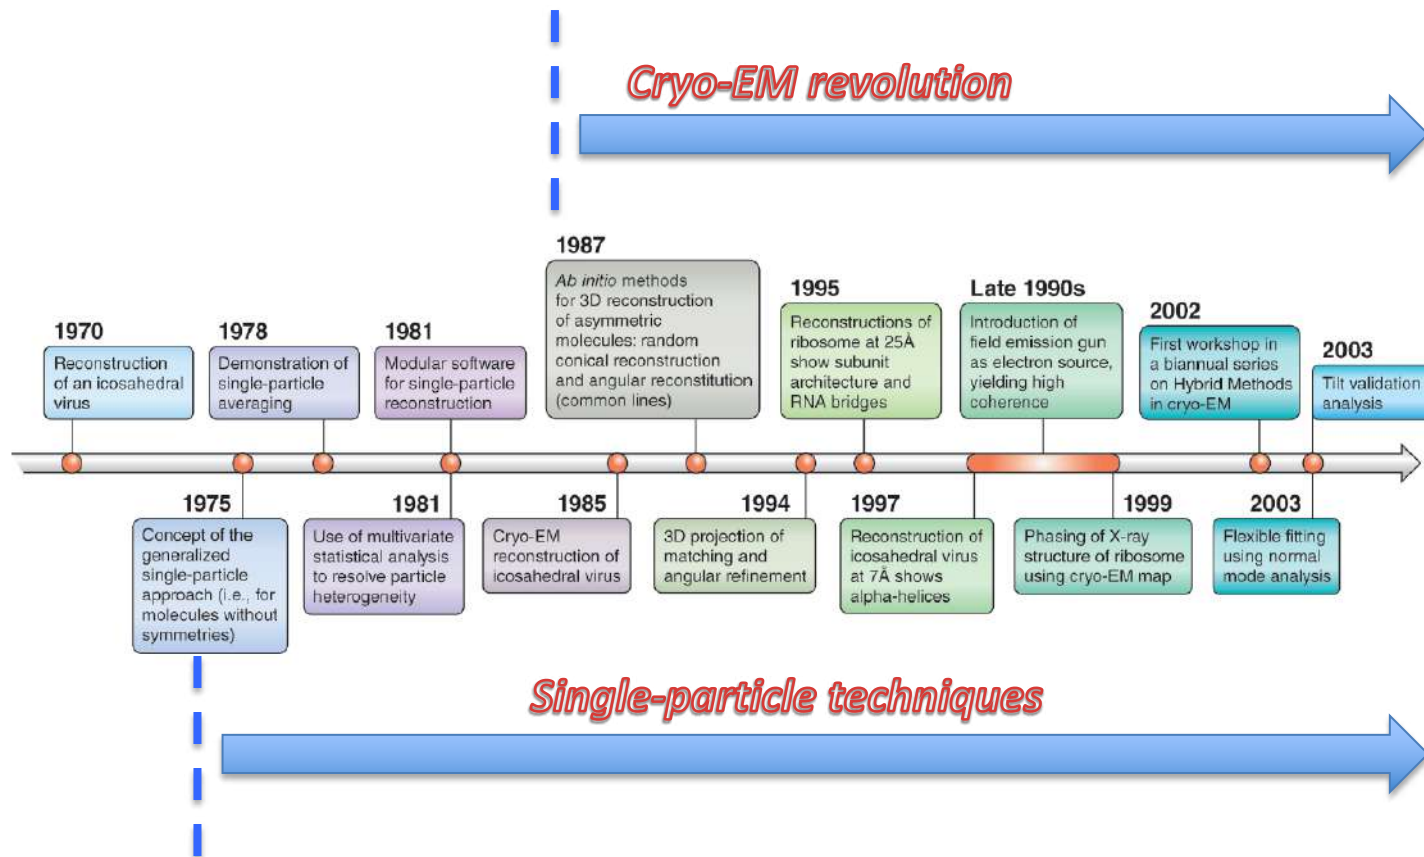 Cryo-EM revolution
1970
Reconstruction
of an icosahedral
virus
1978
Demonstration of
single-particle
averaging
1981
Modular software
for single-particle
reconstruction
1987
Ab initio methods
for 3D reconstruction
of asymmetric
molecules: random
conical reconstruction
and angular reconstitution
(common lines)
1995
Reconstructions of
ribosome at 25Å
show subunit
architecture and
RNA bridges
Late 1990s
Introduction of
field emission gun
as electron source,
yielding high
coherence
2002
First workshop in
a biannual series
on Hybrid Methods
in cryo-EM
2003
Tilt validation
analysis
1975
Concept of the
generalized
single-particle
approach (i.e., for
molecules without
symmetries)
1981
Use of multivariate
statistical analysis
to resolve particle
heterogeneity
1985
Cryo-EM
reconstruction of
icosahedral virus
1994
3D projection of
matching and
angular refinement
1997
Reconstruction of
icosahedral virus
at 7Å shows
alpha-helices
1999
Phasing of X-ray
structure of ribosome
using cryo-EM map
2003
Flexible fitting
using normal
mode analysis
Single-particle techniques